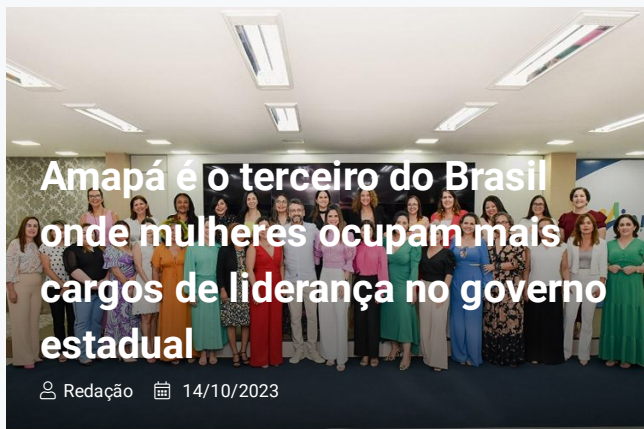 Amapá é o terceiro do Brasil
onde mulheres ocupam mais
cargos de liderança no governo
estadual
Redação 14/10/2023